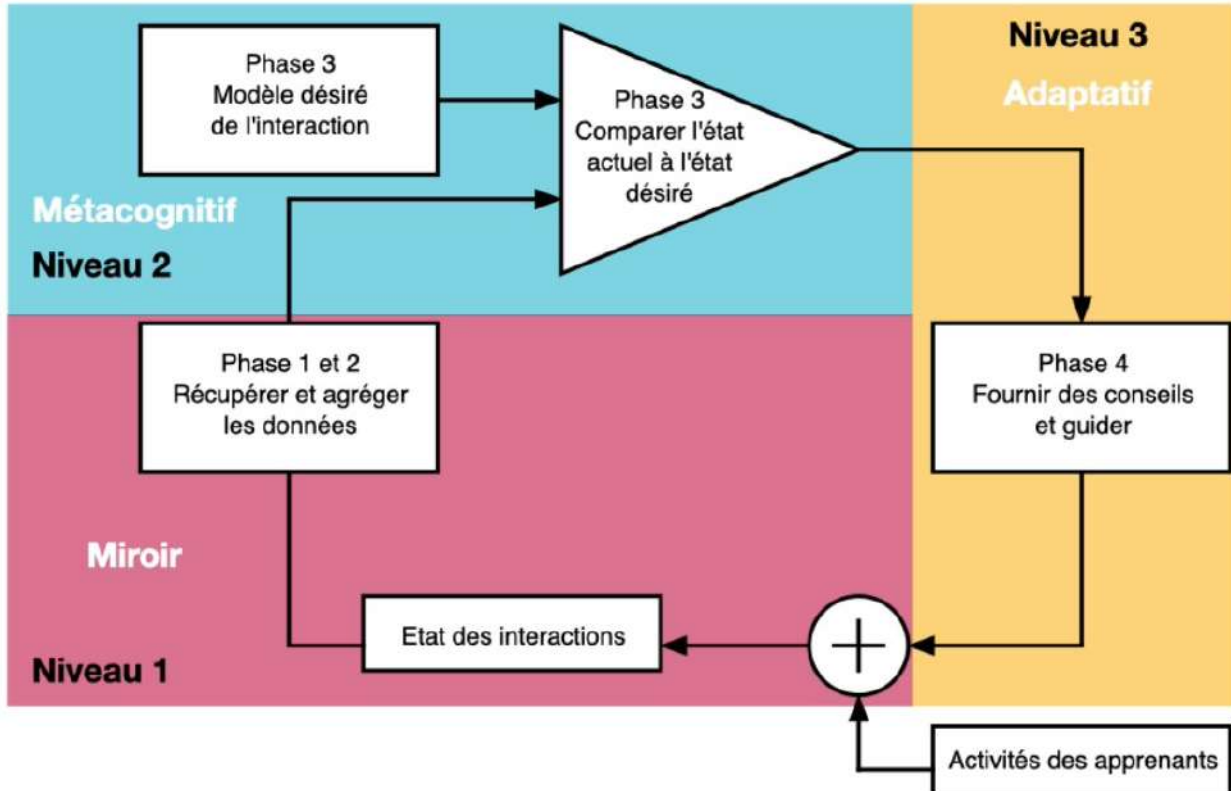 Phase 3
Modèle désiré
de l'interaction
Phase 3
Comparer l'état
actuel à l'état
désiré
Niveau 3
Adaptatif
Métacognitif
Niveau 2
Phase 1 et 2
Récupérer et agréger
les données
Phase 4
Fournir des conseils
et guider
Miroir
Etat des interactions
Niveau 1
Activités des apprenants